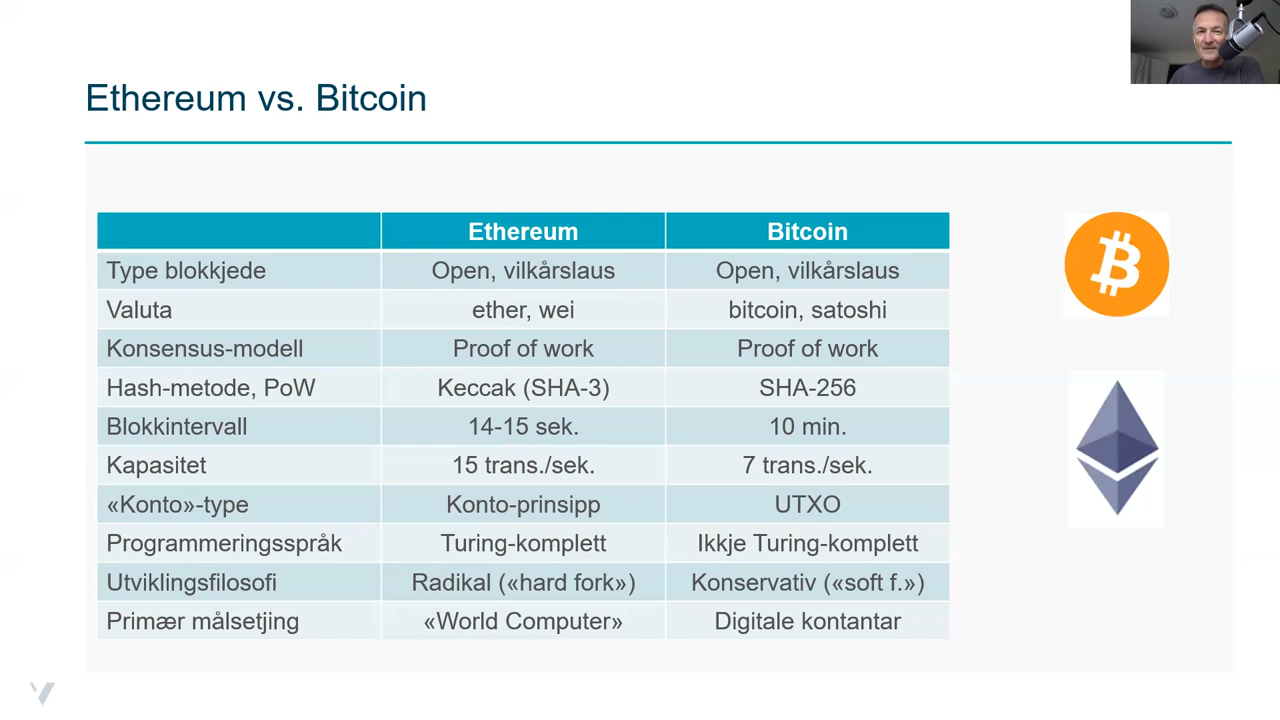 Ethereum vs. Bitcoin
Ethereum Bitcoin
Type blokkjede Open, vilkårslaus Open, vilkårslaus
Valuta ether, wei bitcoin, satoshi
Konsensus-modell Proof of work Proof of work
Hash-metode, PoW Keccak (SHA-3) SHA-256
Blokkintervall 14-15 sek. 10 min.
Kapasitet 15 trans./sek. 7 trans./sek.
«Konto»-type Konto-prinsipp UTXO
Programmeringsspråk Turing-komplett Ikkje Turing-komplett
Utviklingsfilosofi Radikal («hard fork») Konservativ («soft f.»)
Primær målsetjing «World Computer» Digitale kontantar